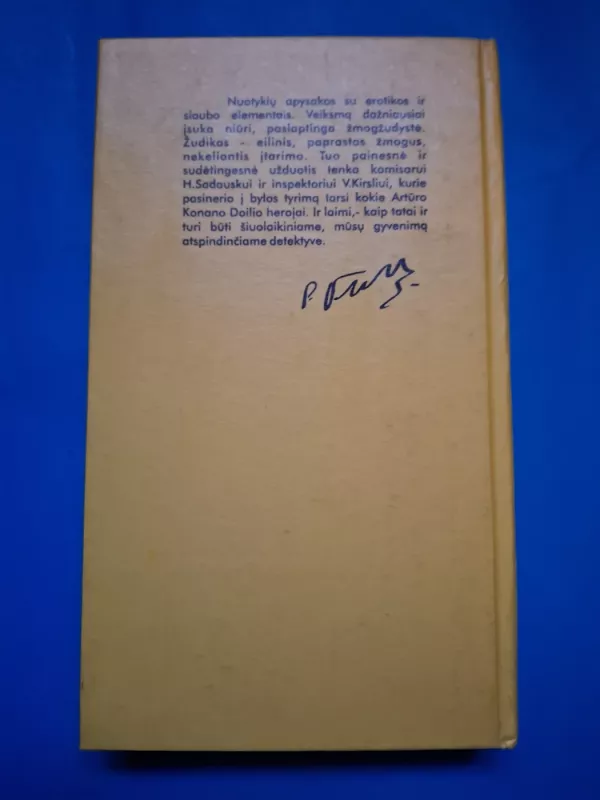 Nuotykių apysakos su erotikos ir
siaubo elementais. Veiksmą dažniausiai
įsuka niūri, paslaptinga žmogžudystė.
Žudikas - eilinis, paprastas žmogus,
nekeliantis įtarimo. Tuo painesnė ir
sudėtingesnė užduotis tenka komisarui
H.Sadauskui ir inspektoriui V.Kirsliui, kurie
pasineria į bylos tyrimą tarsi kokie Artūro
Konano Doilio herojai. Ir laimi,- kaip tatai ir
turi būti šiuolaikiniame, mūsų gyvenimą
atspindinčiame detektyve.